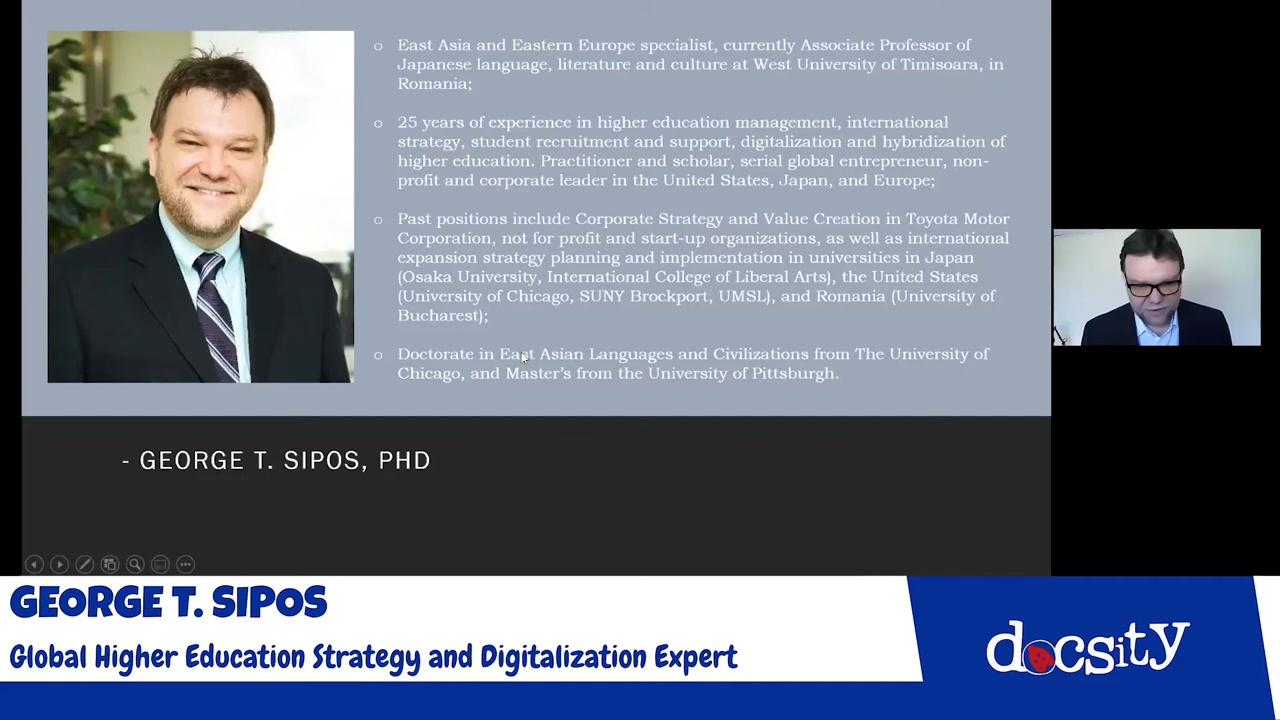 ○ East Asia and Eastern Europe specialist, currently Associate Professor of
Japanese language, literature and culture at West University of Timisoara, in
Romania;
○ 25 years of experience in higher education management, international
strategy, student recruitment and support, digitalization and hybridization of
higher education. Practitioner and scholar, serial global entrepreneur, non-
profit and corporate leader in the United States, Japan, and Europe;
○ Past positions include Corporate Strategy and Value Creation in Toyota Motor
Corporation, not for profit and start-up organizations, as well as international
expansion strategy planning and implementation in universities in Japan
(Osaka University, International College of Liberal Arts), the United States
(University of Chicago, SUNY Brockport, UMSL), and Romania (University of
Bucharest);
○ Doctorate in East Asian Languages and Civilizations from The University of
Chicago, and Master's from the University of Pittsburgh.
- GEORGE T. SIPOS, PHD
GEORGE T. SIPOS
Global Higher Education Strategy and Digitalization Expert
docsity